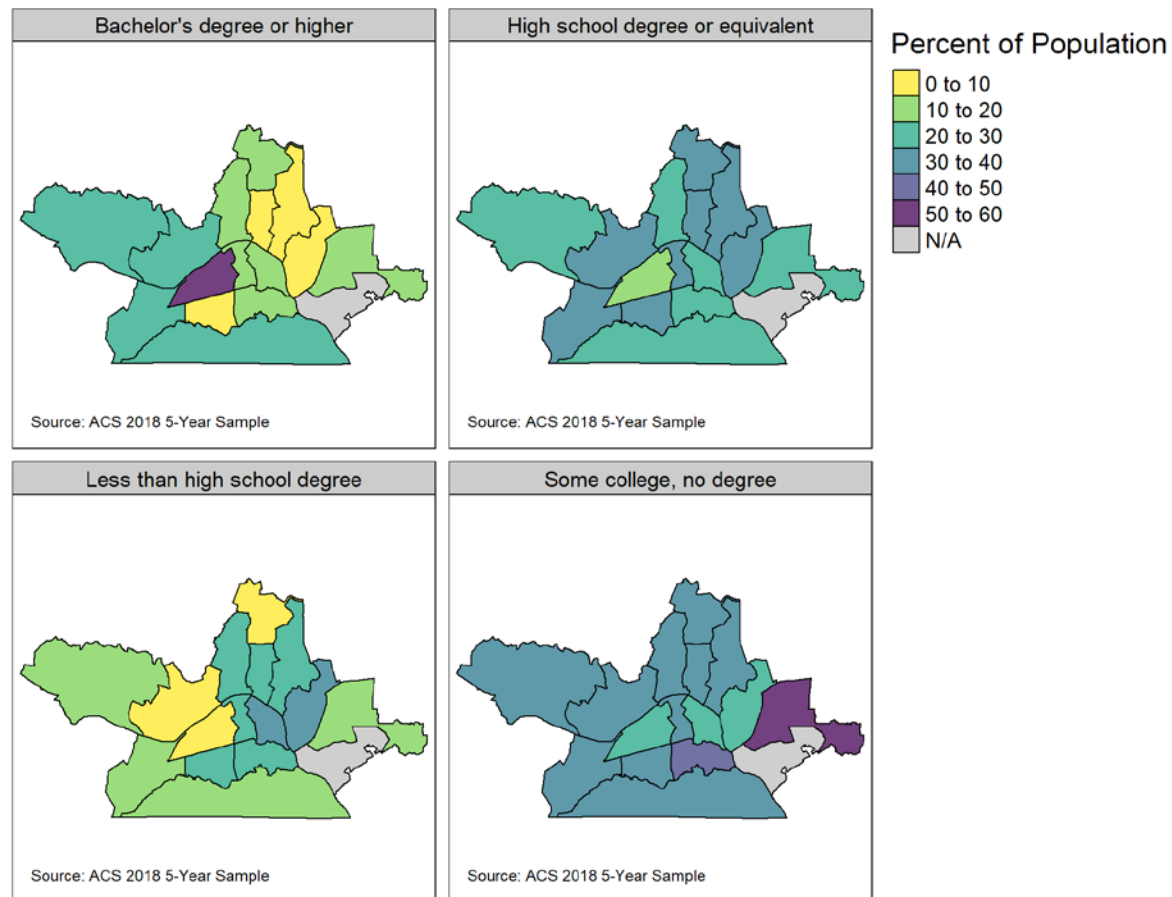 Bachelor's degree or higher
High school degree or equivalent
Percent of Population
0 to 10
10 to 20
20 to 30
30 to 40
40 to 50
50 to 60
N/A
Source: ACS 2018 5-Year Sample
Source: ACS 2018 5-Year Sample
Less than high school degree
Some college, no degree
Source: ACS 2018 5-Year Sample
Source: ACS 2018 5-Year Sample